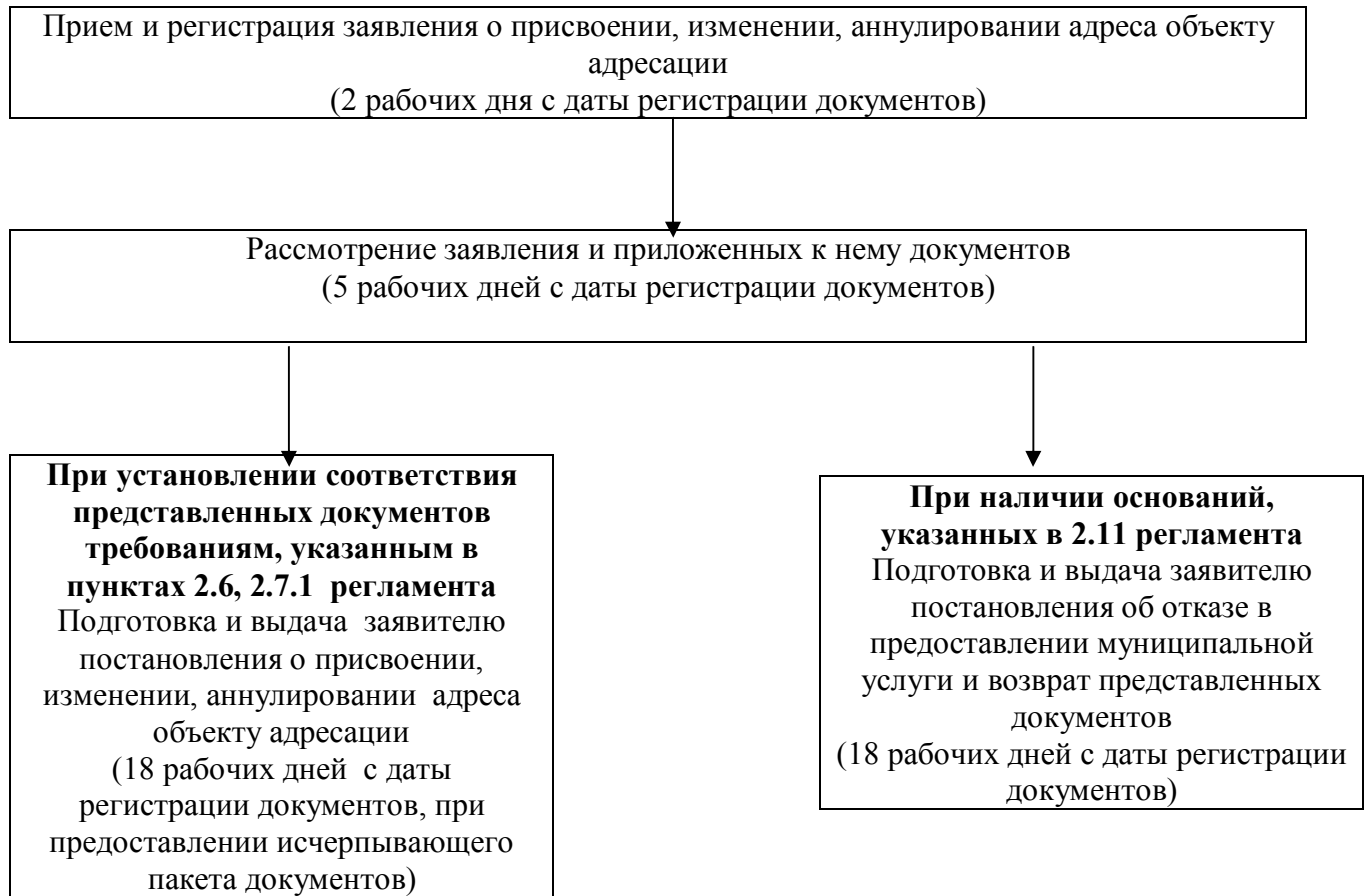 Прием и регистрация заявления о присвоении, изменении, аннулировании адреса объекту
адресации
(2 рабочих дня с даты регистрации документов)
Рассмотрение заявления и приложенных к нему документов
(5 рабочих дней с даты регистрации документов)
При установлении соответствия
представленных документов
требованиям, указанным в
пунктах 2.6, 2.7.1 регламента
Подготовка и выдача заявителю
постановления о присвоении,
изменении, аннулировании адреса
объекту адресации
(18 рабочих дней с даты
регистрации документов, при
предоставлении исчерпывающего
пакета документов)
При наличии оснований,
указанных в 2.11 регламента
Подготовка и выдача заявителю
постановления об отказе в
предоставлении муниципальной
услуги и возврат представленных
документов
(18 рабочих дней с даты регистрации
документов)